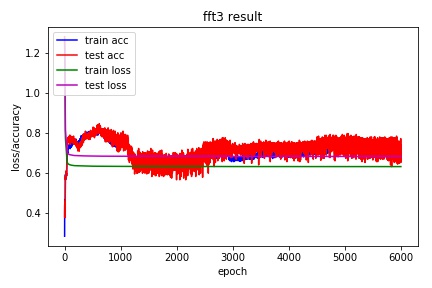 fft3 result
train acc
test acc
train loss
test loss
loss/accuracy
1.2
1.0
0.8
0.6
0.4
0
1000
2000
3000
4000
5000
6000
epoch